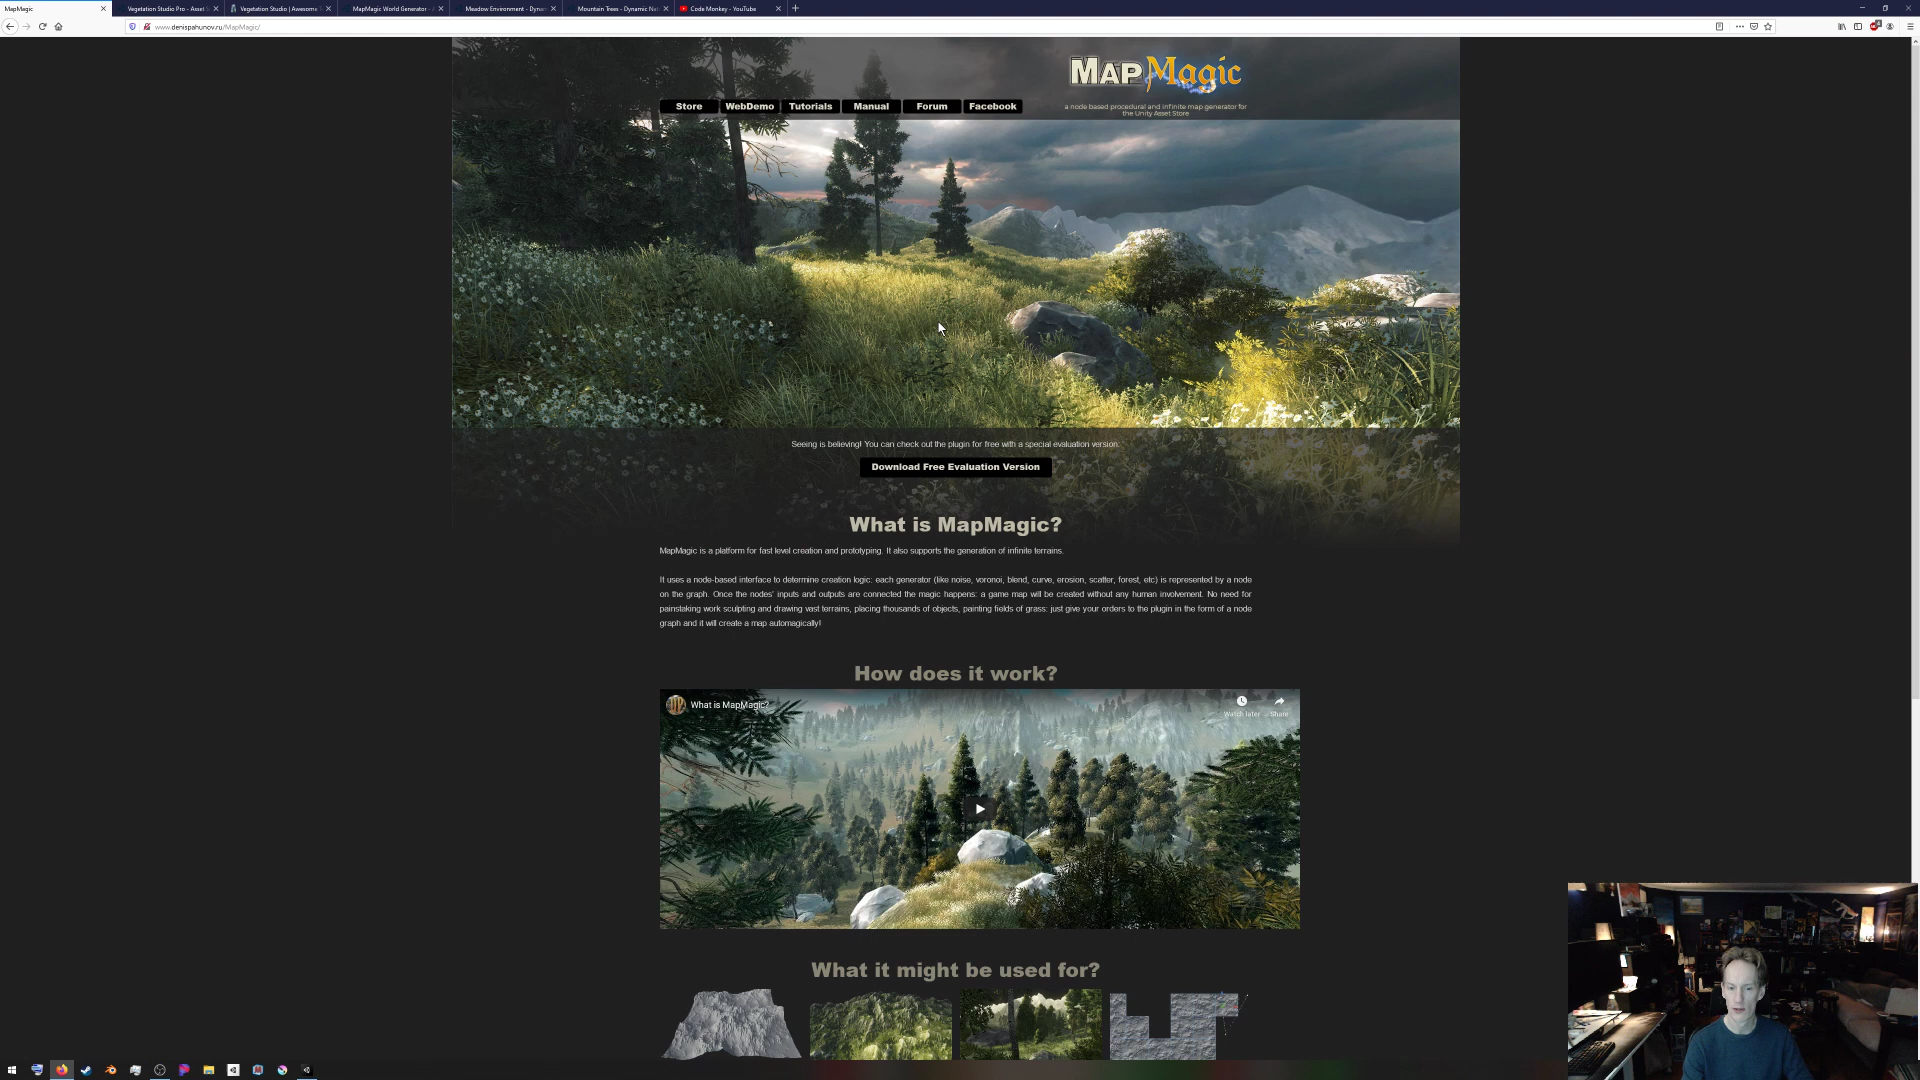 MapMagic
Vegetation Studio Pro - Asset S
Vegetation Studio | Awesome
MapMagic World Generator -
Meadow Environment - Dynam
Mountain Trees - Dynamic Na
Code Monkey - YouTube
www.denispahunov.ru/MapMagic/
MAPMagic
Store
WebDemo
Tutorials
Manual
Forum
Facebook
a node based procedural and infinite map generator for
the Unity Asset Store
Seeing is believing! You can check out the plugin for free with a special evaluation version:
Download Free Evaluation Version
What is MapMagic?
MapMagic is a platform for fast level creation and prototyping. It also supports the generation of infinite terrains.
It uses a node-based interface to determine creation logic: each generator (like noise, voronoi, blend, curve, erosion, scatter, forest, etc) is represented by a node
on the graph. Once the nodes' inputs and outputs are connected the magic happens: a game map will be created without any human involvement. No need for
painstaking work sculpting and drawing vast terrains, placing thousands of objects, painting fields of grass: just give your orders to the plugin in the form of a node
graph and it will create a map automagically!
How does it work?
What is MapMagic?
Watch later
Share
What it might be used for?